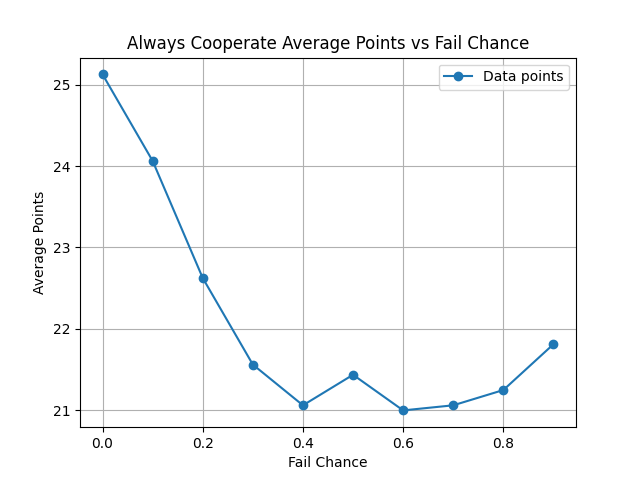 Always Cooperate Average Points vs Fail Chance
Data points
25
24
23
22
21
Average Points
0.0 0.2 0.4 0.6 0.8
Fail Chance